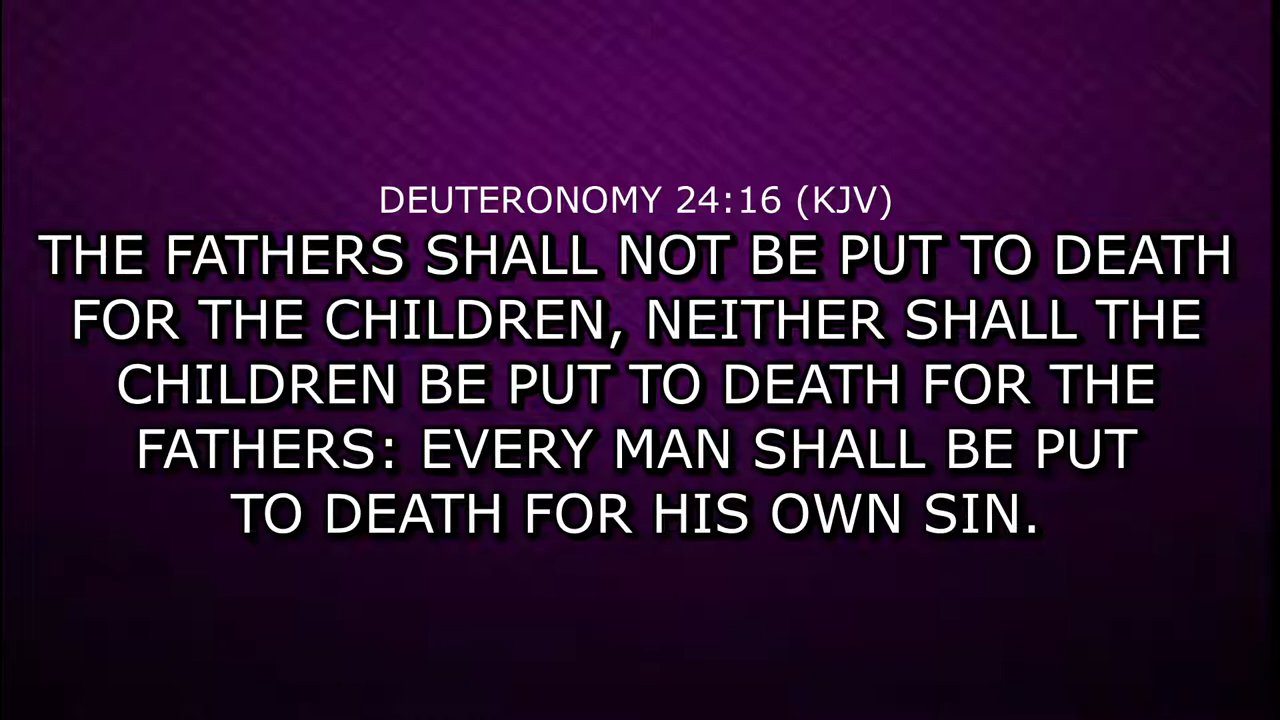 DEUTERONOMY 24:16 (KJV)
THE FATHERS SHALL NOT BE PUT TO DEATH
FOR THE CHILDREN, NEITHER SHALL THE
CHILDREN BE PUT TO DEATH FOR THE
FATHERS: EVERY MAN SHALL BE PUT
TO DEATH FOR HIS OWN SIN.